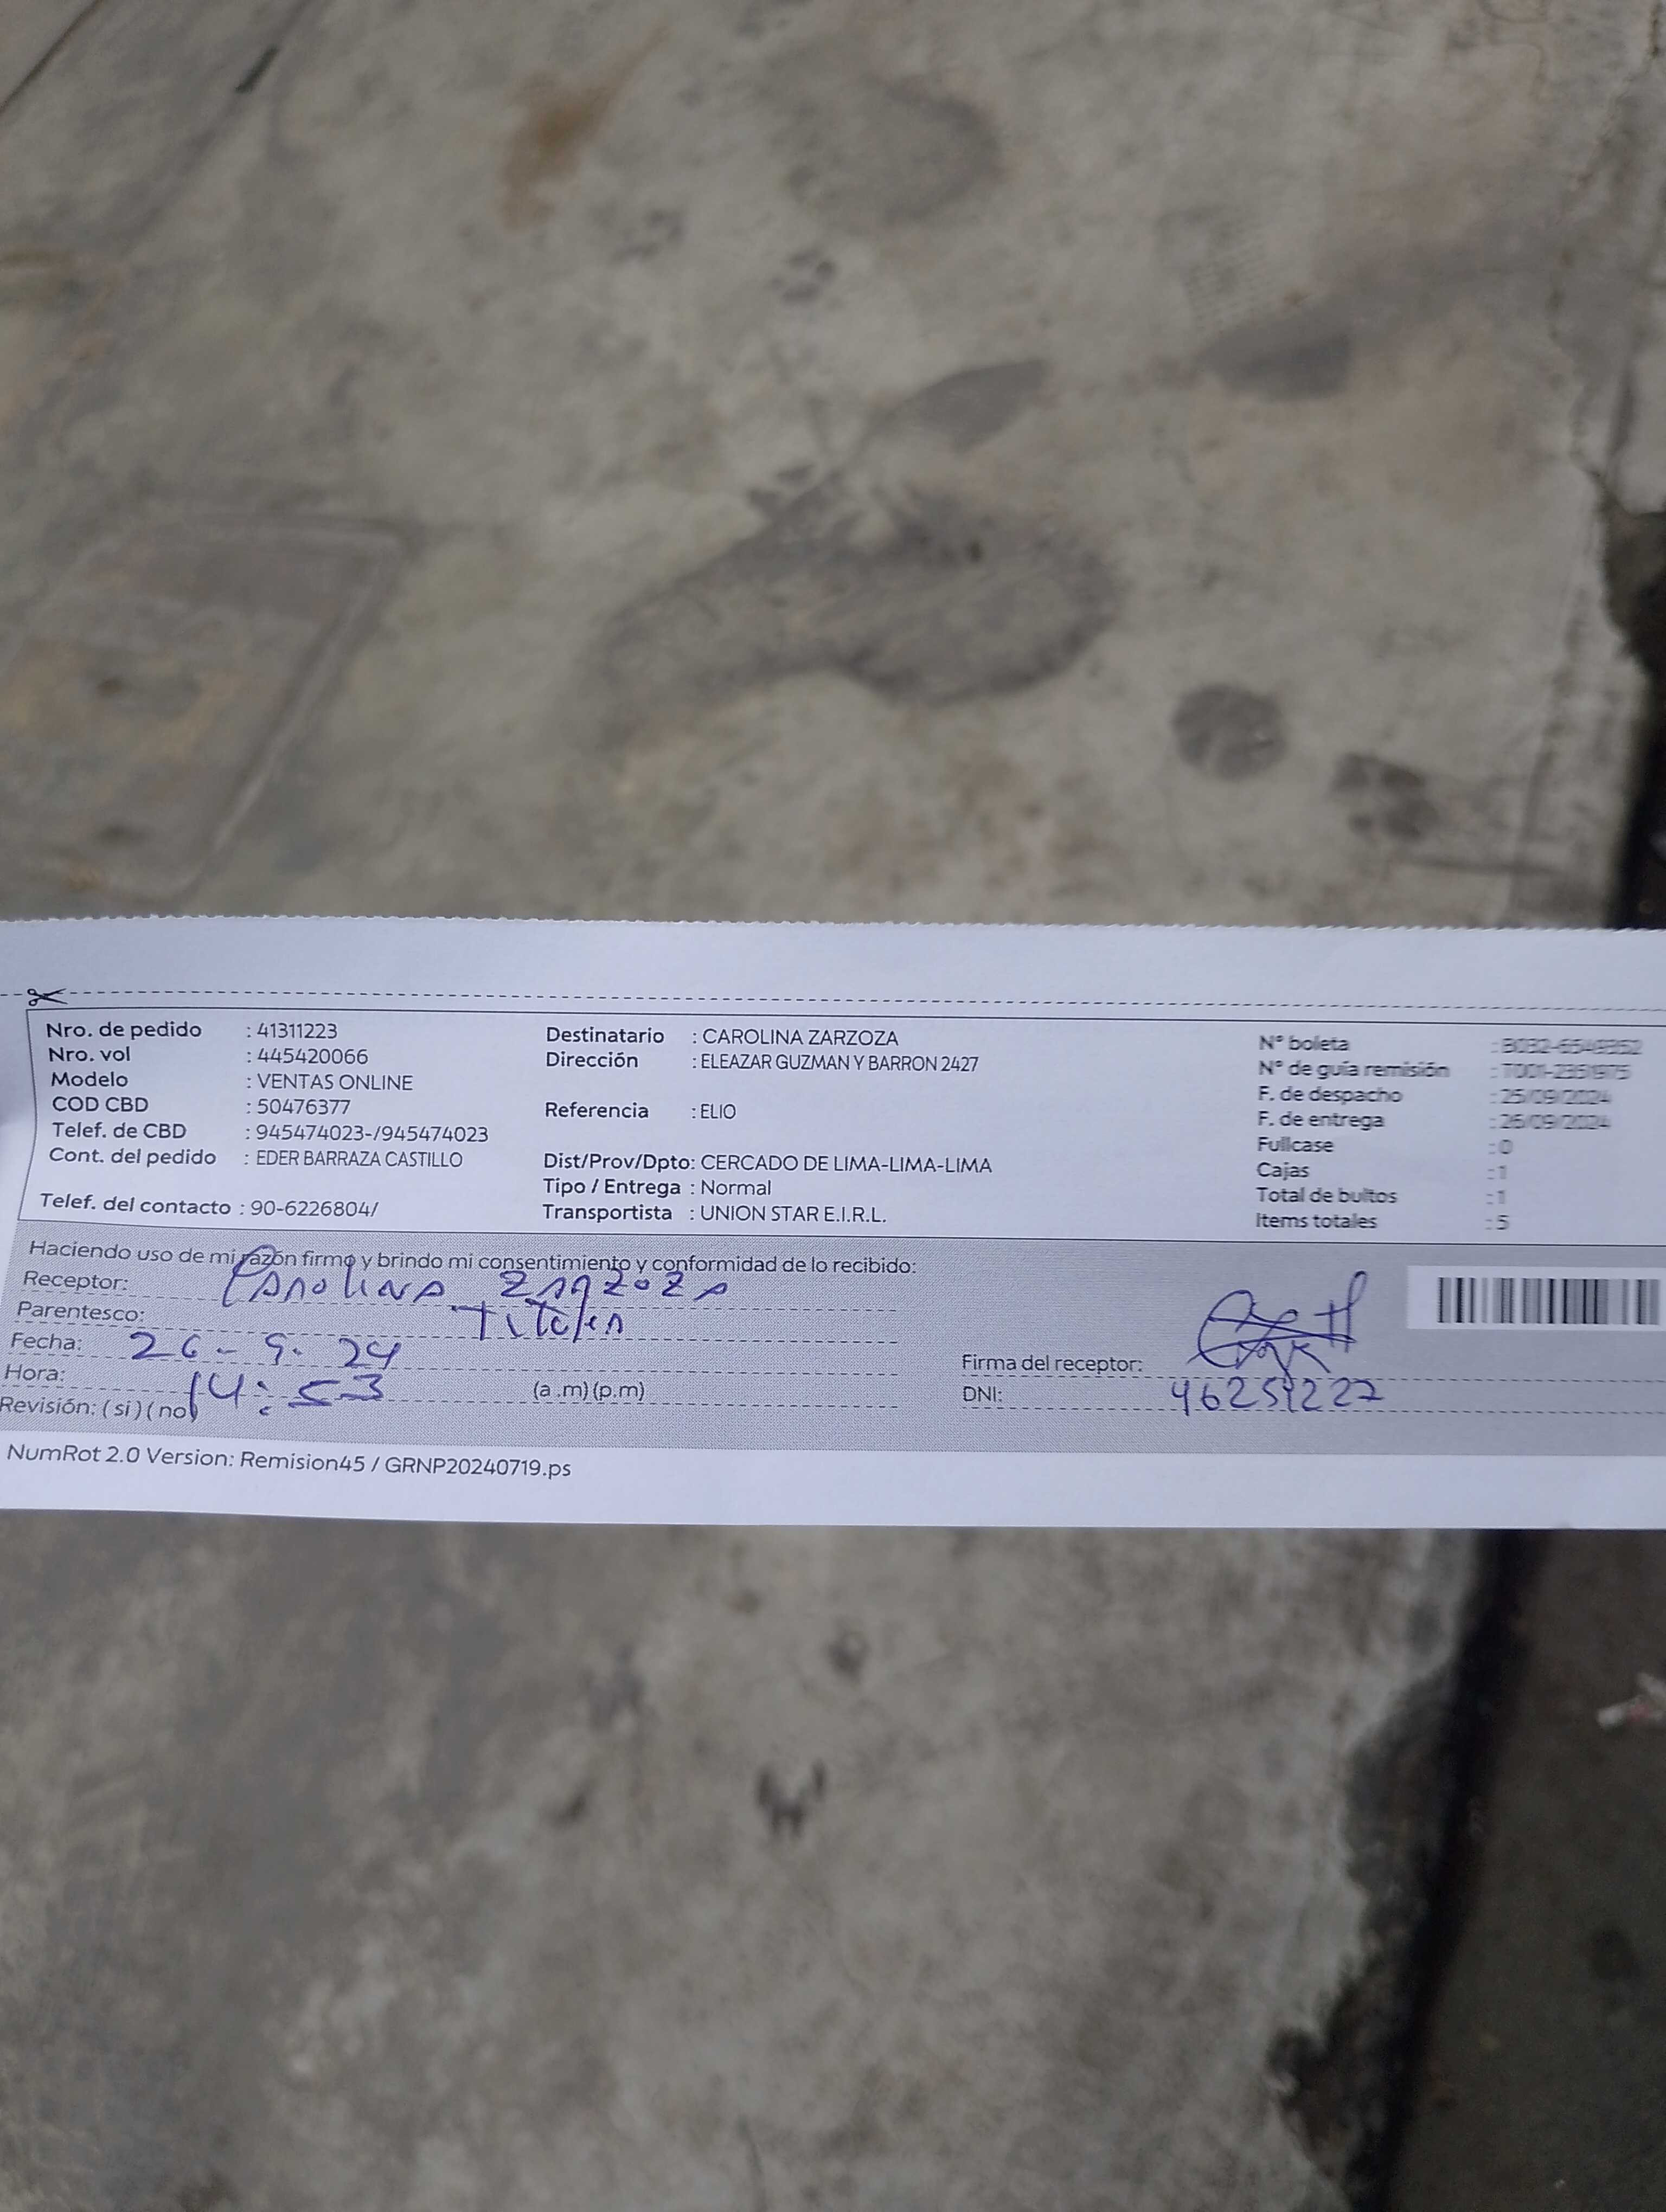 Nro. de pedido : 41311223
Nro. vol : 445420066
Modelo : VENTAS ONLINE
COD CBD : 50476377
Telef. de CBD : 945474023-/945474023
Cont. del pedido : EDER BARRAZA CASTILLO
Telef. del contacto : 90-6226804/
Destinatario : CAROLINA ZARZOZA
Dirección : ELEAZAR GUZMAN Y BARRON 2427
Referencia : ELIO
Dist/Prov/Dpto: CERCADO DE LIMA-LIMA-LIMA
Tipo / Entrega : Normal
Transportista : UNION STAR E.I.R.L.
N° boleta :
N° de guía remisión :
F. de despacho : 25/09/2024
F. de entrega : 26/09/2024
Fullcase : 0
Cajas : 1
Total de bultos : 1
Items totales : 5
Haciendo uso de mi razón firmo y brindo mi consentimiento y conformidad de lo recibido:
Receptor: Carolina Zarzoza
Parentesco: Titular
Fecha: 26-9-24
Hora: 14:53 (a .m) (p.m)
Revisión: ( si ) ( no )
Firma del receptor:
DNI:
NumRot 2.0 Version: Remision45 / GRNP20240719.ps